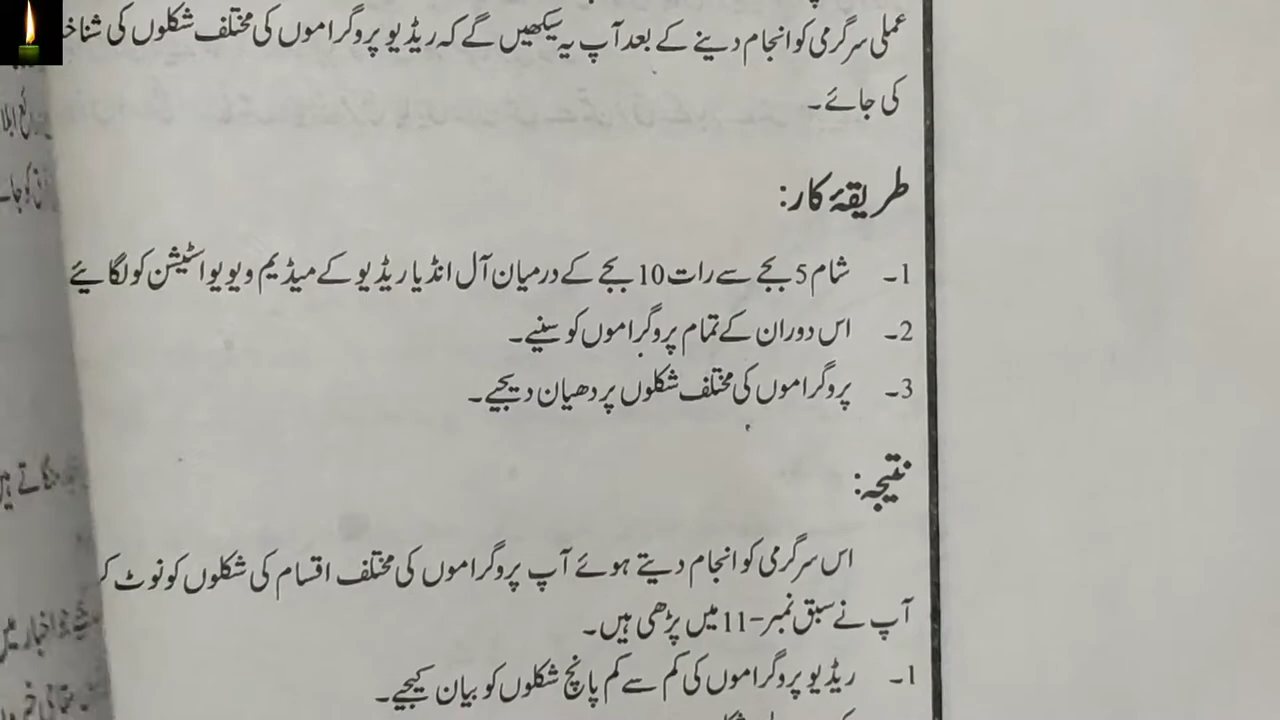 عملی سرگرمی کو انجام دینے کے بعد آپ یہ سیکھیں گے کہ ریڈیو پروگراموں کی مختلف شکلوں کی
کی جائے۔
طریقۂ کار:
1۔ شام 5 بجے سے رات 10 بجے کے درمیان آل انڈیا ریڈیو کے میڈیم ویو یو اسٹیشن کو لگائیے
2۔ اس دوران کے تمام پروگراموں کو سنیے۔
3۔ پروگراموں کی مختلف شکلوں پر دھیان دیجیے۔
نتیجہ:
اس سرگرمی کو انجام دیتے ہوئے آپ پروگراموں کی مختلف اقسام کی شکلوں کو نوٹ
آپ نے سبق نمبر-11 میں پڑھی ہیں۔
1۔ ریڈیو پروگراموں کی کم سے کم پانچ شکلوں کو بیان کیجیے۔